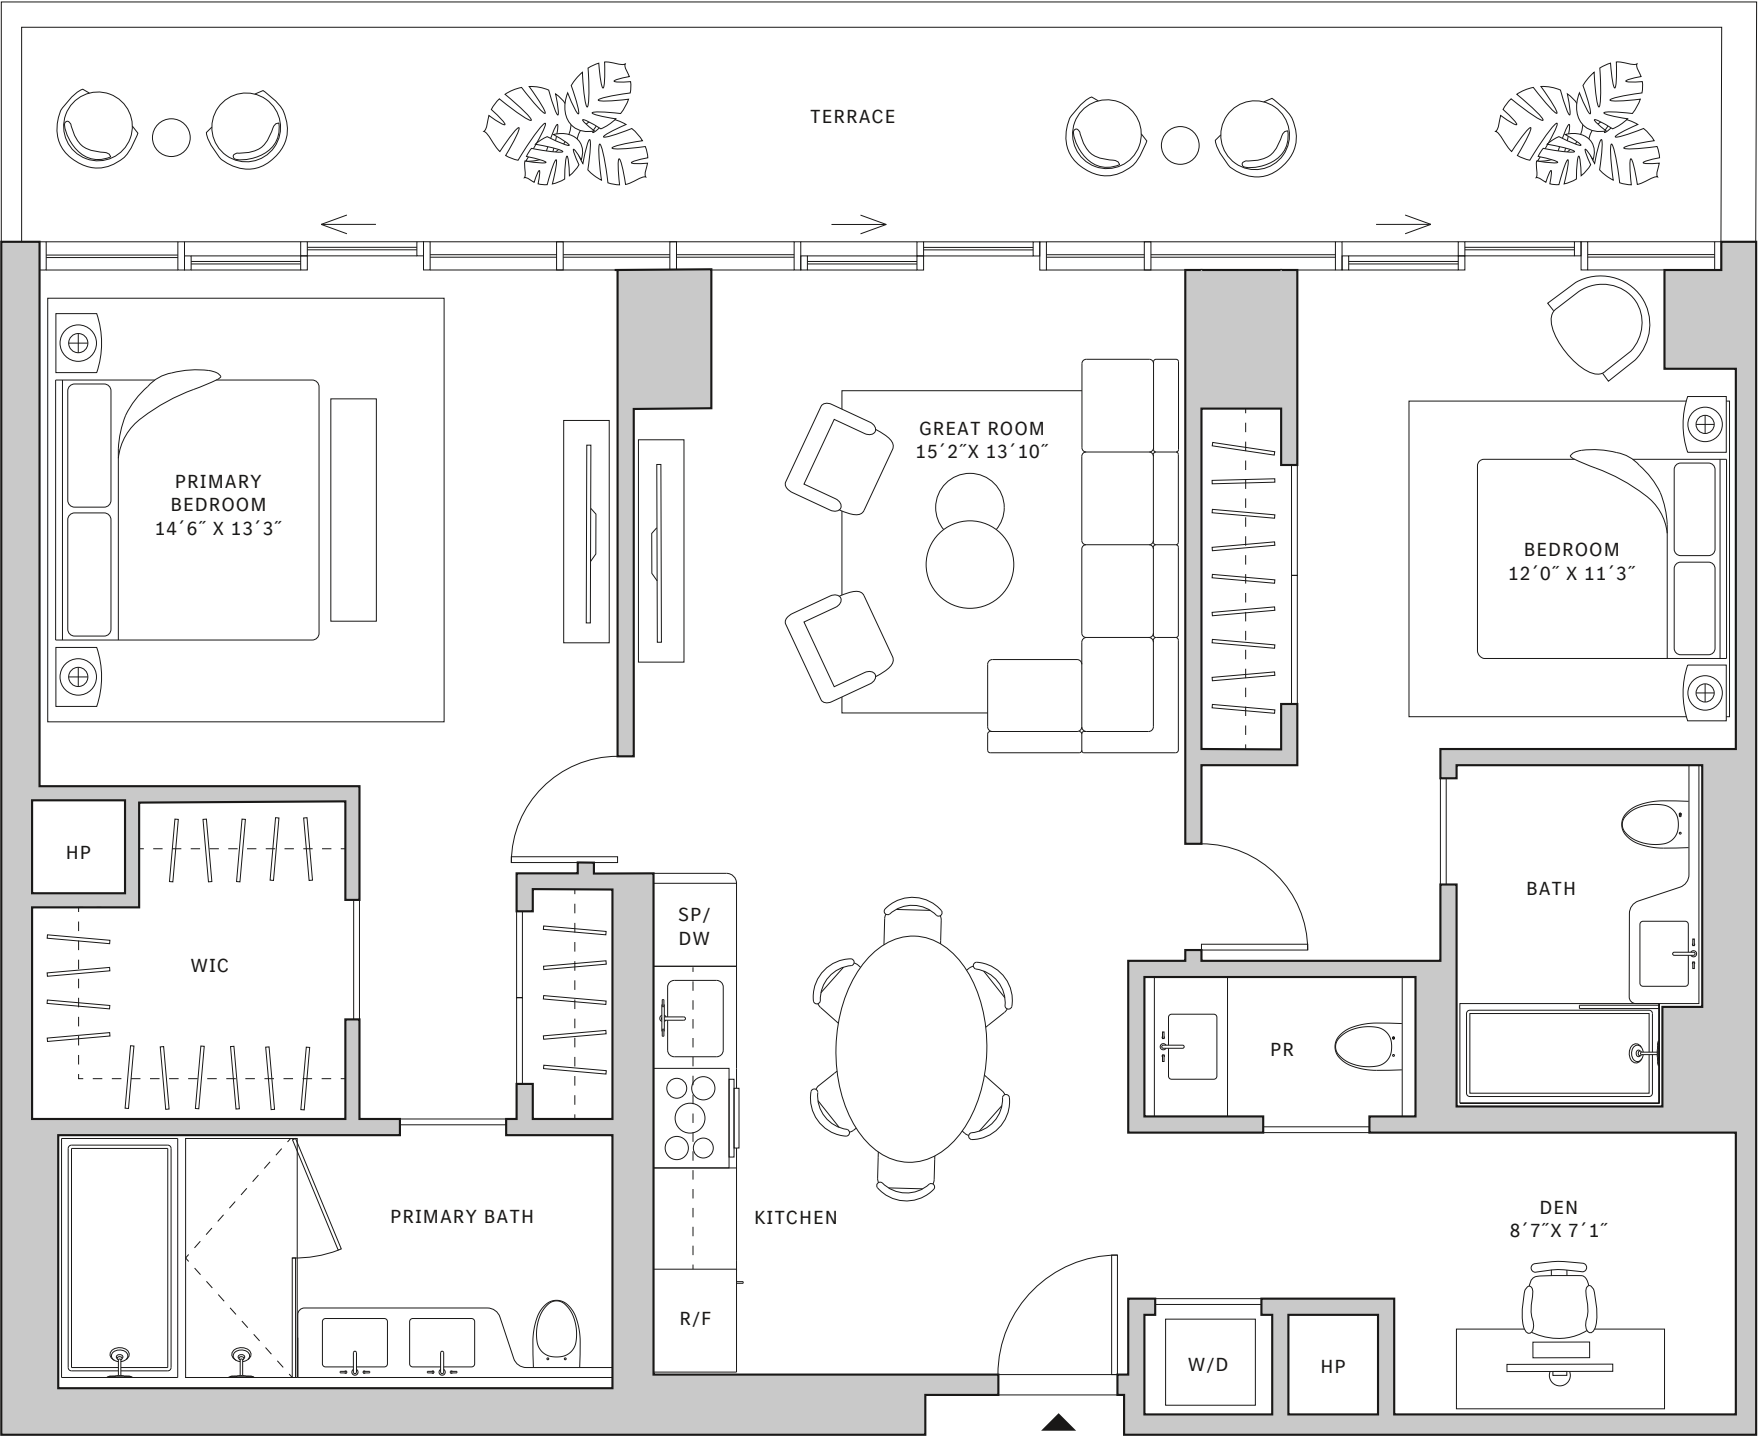 TERRACE
GREAT ROOM
15´2˝X 13´10˝
PRIMARY
BEDROOM
14´6˝ X 13´3˝
BEDROOM
12´0˝ X 11´3˝
HP
BATH
SP/
DW
WIC
PR
PRIMARY BATH
KITCHEN
DEN
8´7˝X 7´1˝
R/F
W/D
HP